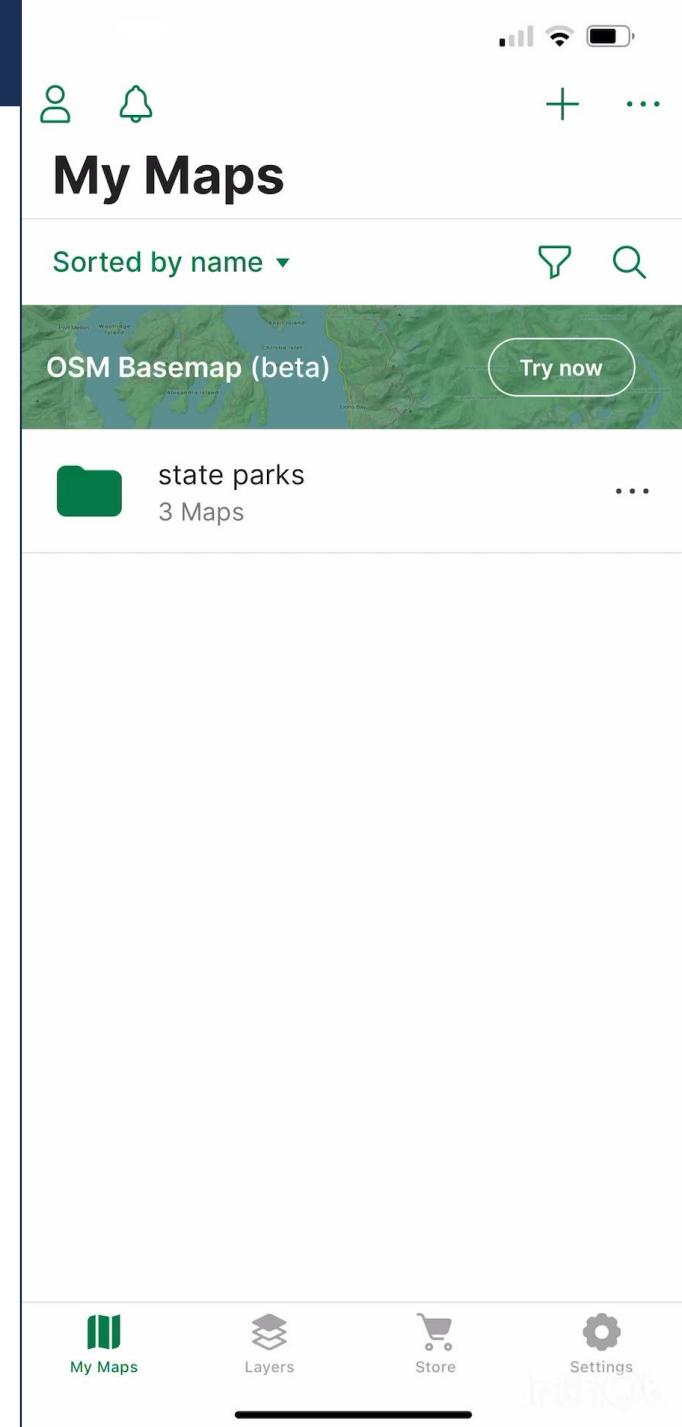 My Maps
Sorted by name
OSM Basemap (beta)
Try now
state parks
3 Maps
My Maps
Layers
Store
Settings